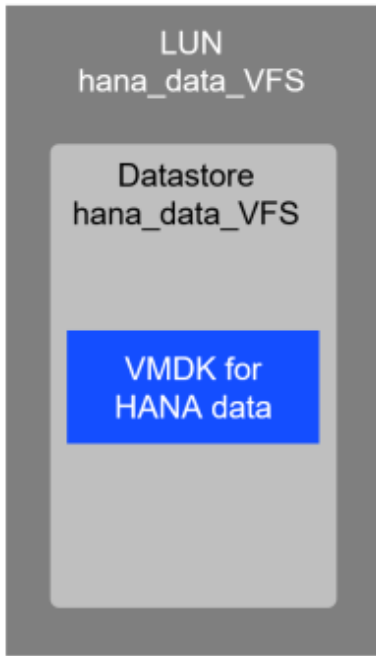 LUN
hana_data_VFS
Datastore
hana_data_VFS
VMDK for
HANA data